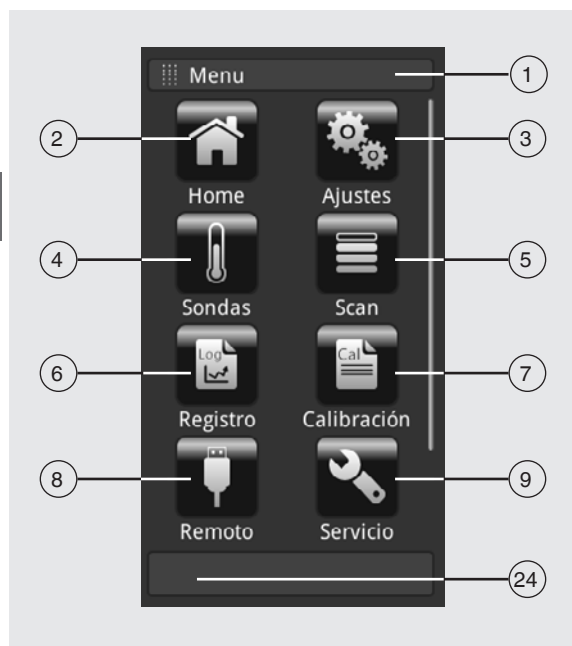 Menu
1
2
3
Home
Ajustes
4
5
Sondas
Scan
Log
Cal
6
7
Registro
Calibración
8
9
Remoto
Servicio
24